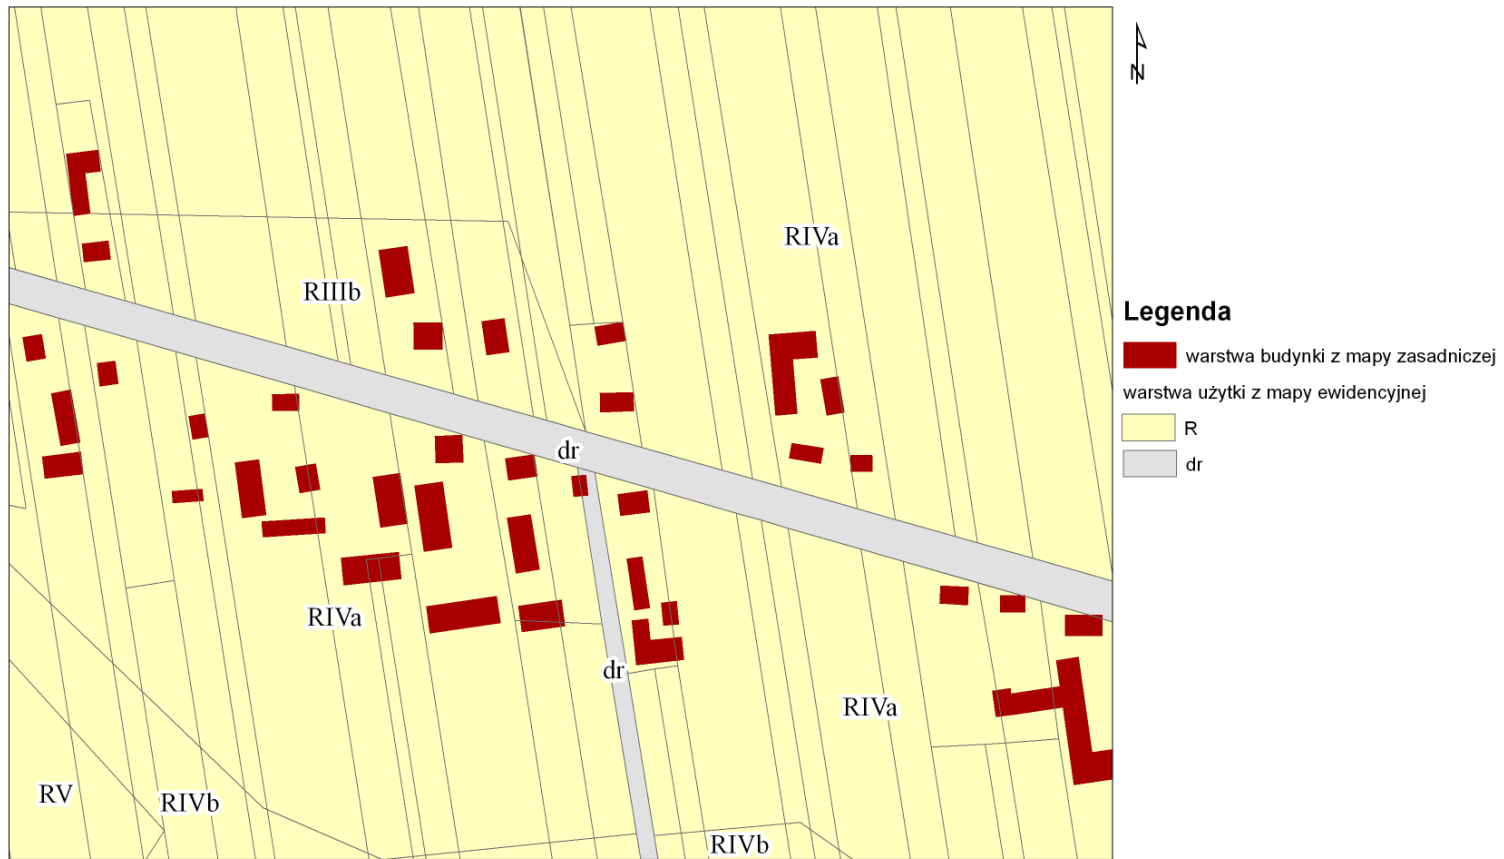 N
RIVa
RIIIb
Legenda
warstwa budynki z mapy zasadniczej
warstwa użytki z mapy ewidencyjnej
R
dr
dr
RIVa
dr
RIVa
RV
RIVb
RIVb